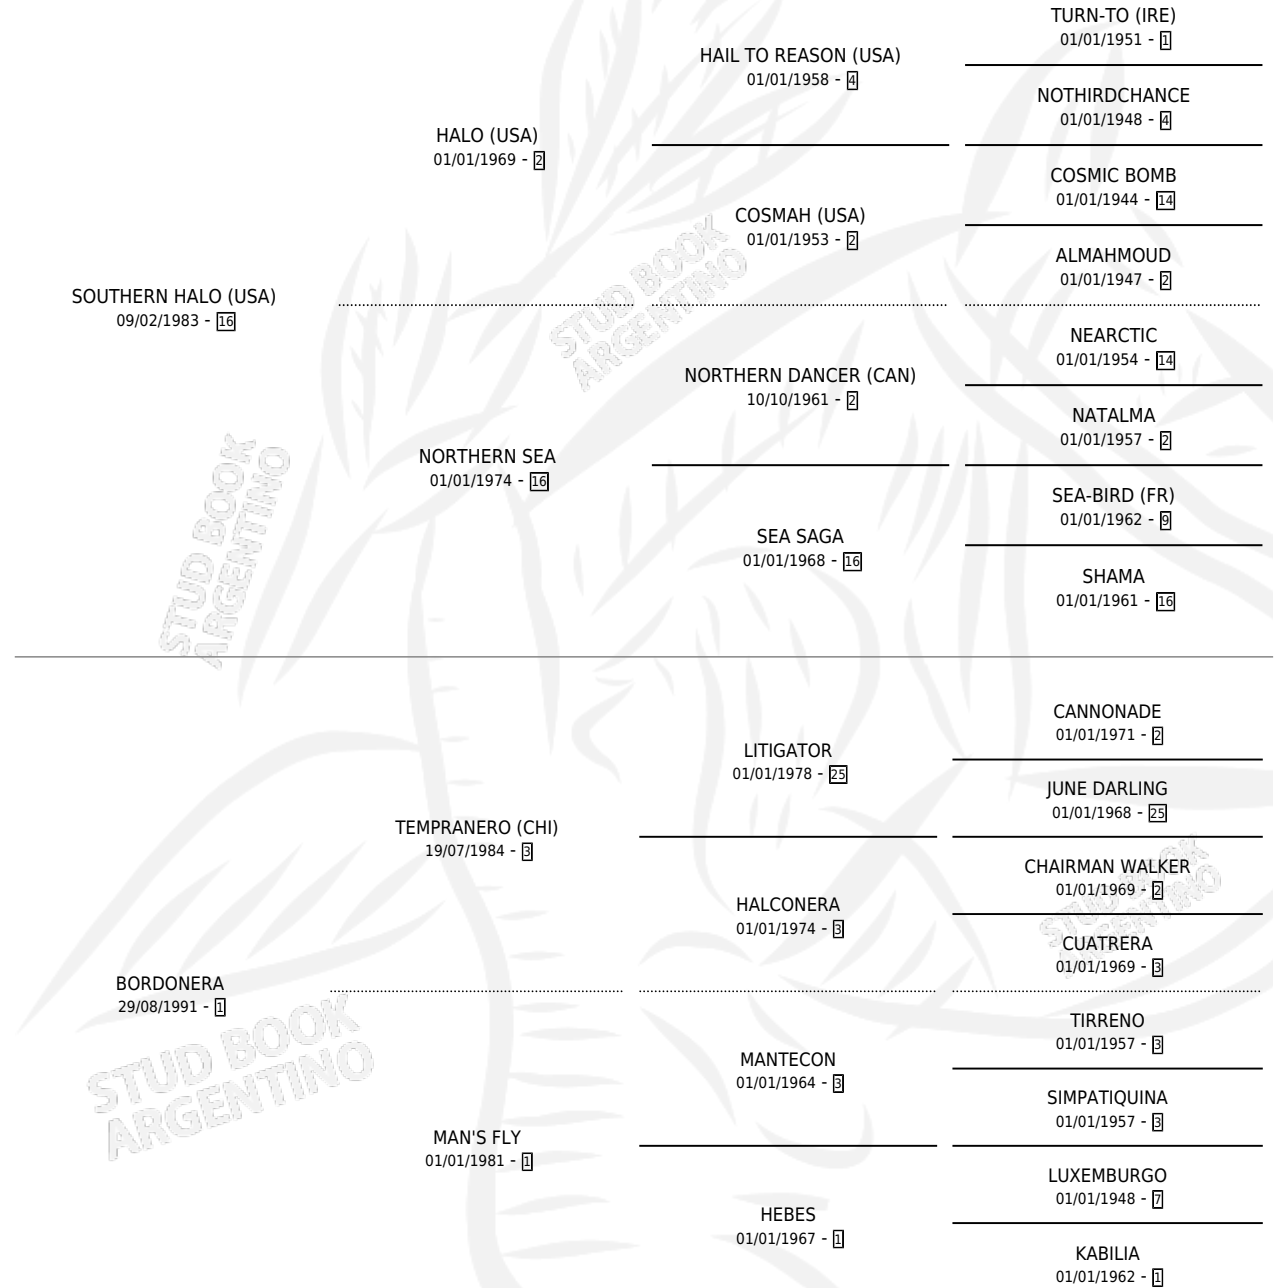 TURN-TO (IRE)
01/01/1951 - 1
HAIL TO REASON (USA)
01/01/1958 - 4
NOTHIRDCHANCE
01/01/1948 - 4
HALO (USA)
01/01/1969 - 2
COSMIC BOMB
01/01/1944 - 14
COSMAH (USA)
01/01/1953 - 2
ALMAHMOUD
01/01/1947 - 2
SOUTHERN HALO (USA)
09/02/1983 - 16
NEARCTIC
01/01/1954 - 14
NORTHERN DANCER (CAN)
10/10/1961 - 2
NATALMA
01/01/1957 - 2
NORTHERN SEA
01/01/1974 - 16
SEA-BIRD (FR)
01/01/1962 - 9
SEA SAGA
01/01/1968 - 16
SHAMA
01/01/1961 - 16
CANNONADE
01/01/1971 - 2
LITIGATOR
01/01/1978 - 25
JUNE DARLING
01/01/1968 - 25
TEMPRANERO (CHI)
19/07/1984 - 3
CHAIRMAN WALKER
01/01/1969 - 2
HALCONERA
01/01/1974 - 3
CUATRERA
01/01/1969 - 3
BORDONERA
29/08/1991 - 1
TIRRENO
01/01/1957 - 3
MANTECON
01/01/1964 - 3
SIMPATIQUINA
01/01/1957 - 3
MAN'S FLY
01/01/1981 - 1
LUXEMBURGO
01/01/1948 - 7
HEBES
01/01/1967 - 1
KABILIA
01/01/1962 - 1
STUD BOOK
ARGENTINO
STUD BOOK
ARGENTINO
STUD BOOK
ARGENTINO
STUD BOOK
ARGENTINO